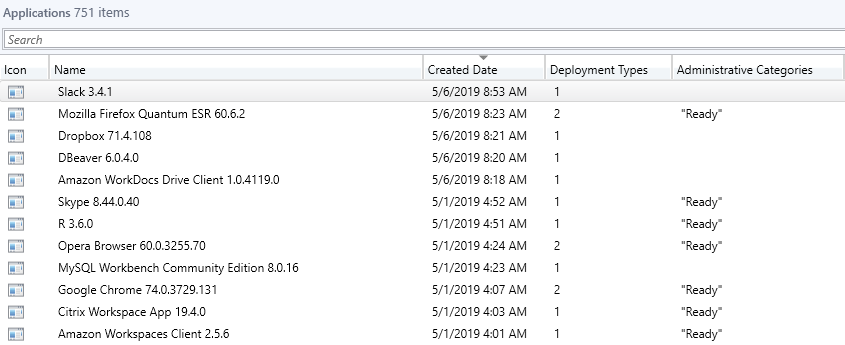 Applications 751 items
Search
Icon Name Created Date Deployment Types Administrative Categories
Slack 3.4.1 5/6/2019 8:53 AM 1
Mozilla Firefox Quantum ESR 60.6.2 5/6/2019 8:23 AM 2 "Ready"
Dropbox 71.4.108 5/6/2019 8:21 AM 1
DBeaver 6.0.4.0 5/6/2019 8:20 AM 1
Amazon WorkDocs Drive Client 1.0.4119.0 5/6/2019 8:18 AM 1
Skype 8.44.0.40 5/1/2019 4:52 AM 1 "Ready"
R 3.6.0 5/1/2019 4:51 AM 1 "Ready"
Opera Browser 60.0.3255.70 5/1/2019 4:24 AM 2 "Ready"
MySQL Workbench Community Edition 8.0.16 5/1/2019 4:23 AM 1
Google Chrome 74.0.3729.131 5/1/2019 4:07 AM 2 "Ready"
Citrix Workspace App 19.4.0 5/1/2019 4:03 AM 1 "Ready"
Amazon Workspaces Client 2.5.6 5/1/2019 4:01 AM 1 "Ready"